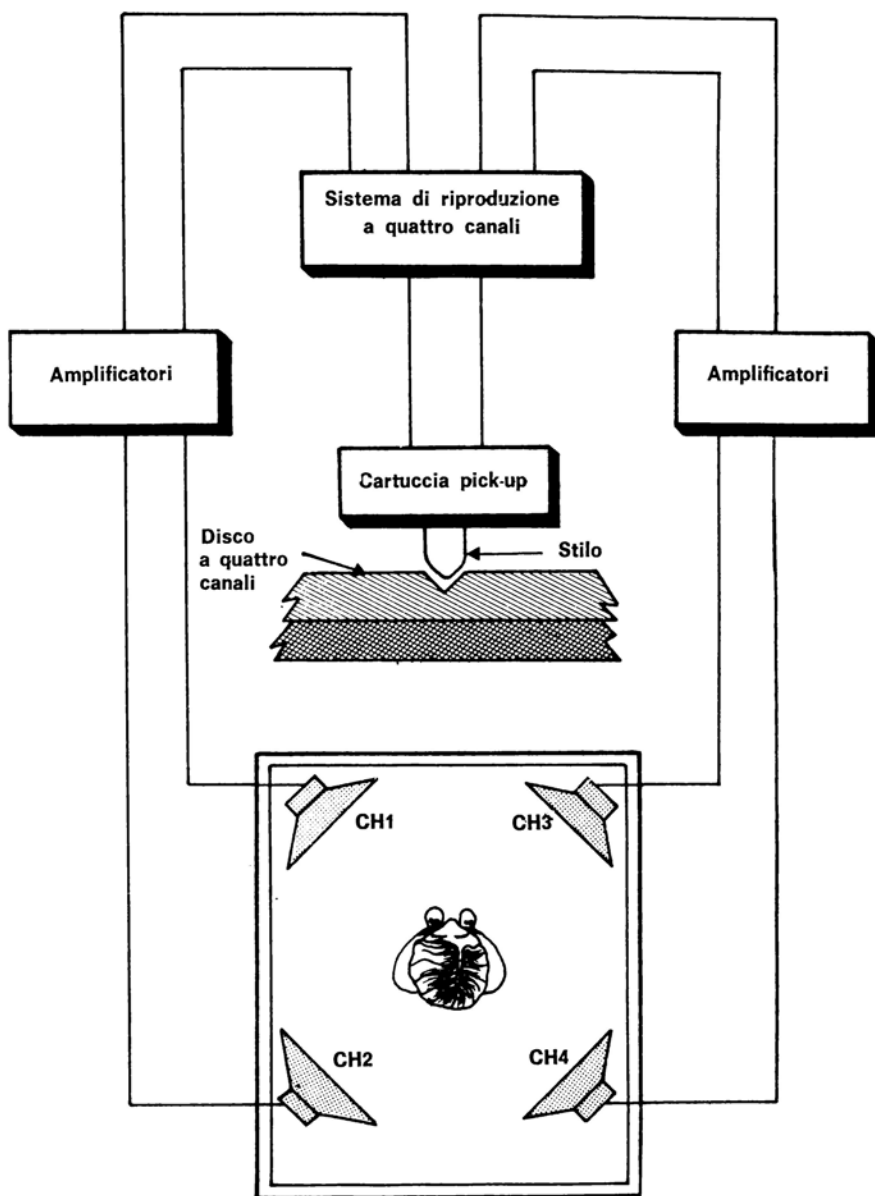 Sistema di riproduzione
a quattro canali
Amplificatori
Amplificatori
Cartuccia pick-up
Disco
a quattro
canali
Stilo
CH1
CH3
CH2
CH4